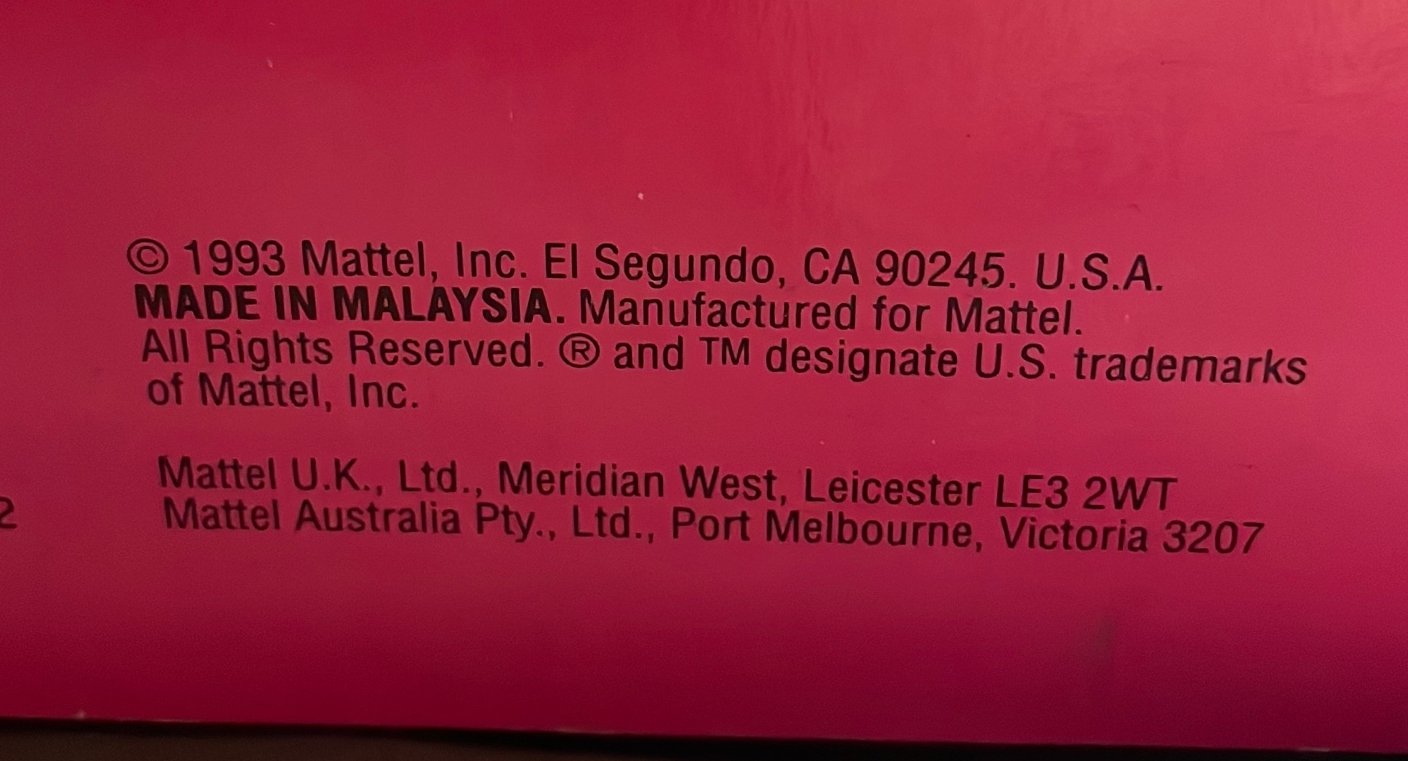 © 1993 Mattel, Inc. El Segundo, CA 90245. U.S.A.
MADE IN MALAYSIA. Manufactured for Mattel.
All Rights Reserved. ® and TM designate U.S. trademarks
of Mattel, Inc.
Mattel U.K., Ltd., Meridian West, Leicester LE3 2WT
2
Mattel Australia Pty., Ltd., Port Melbourne, Victoria 3207